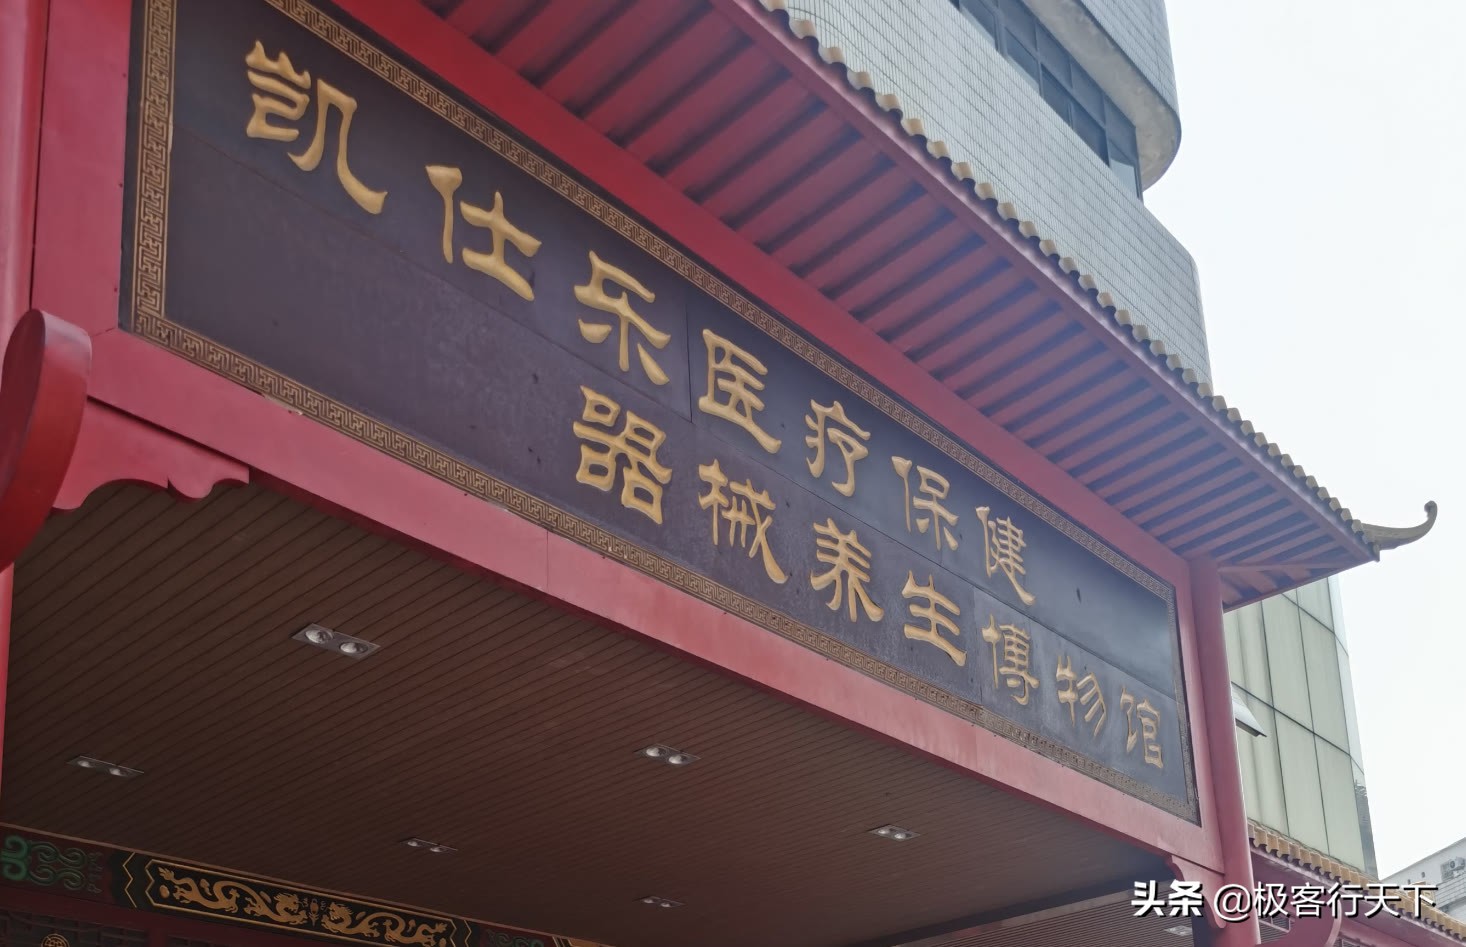 凯仕乐医疗保健
器械养生博物馆
头条 @极客行天下